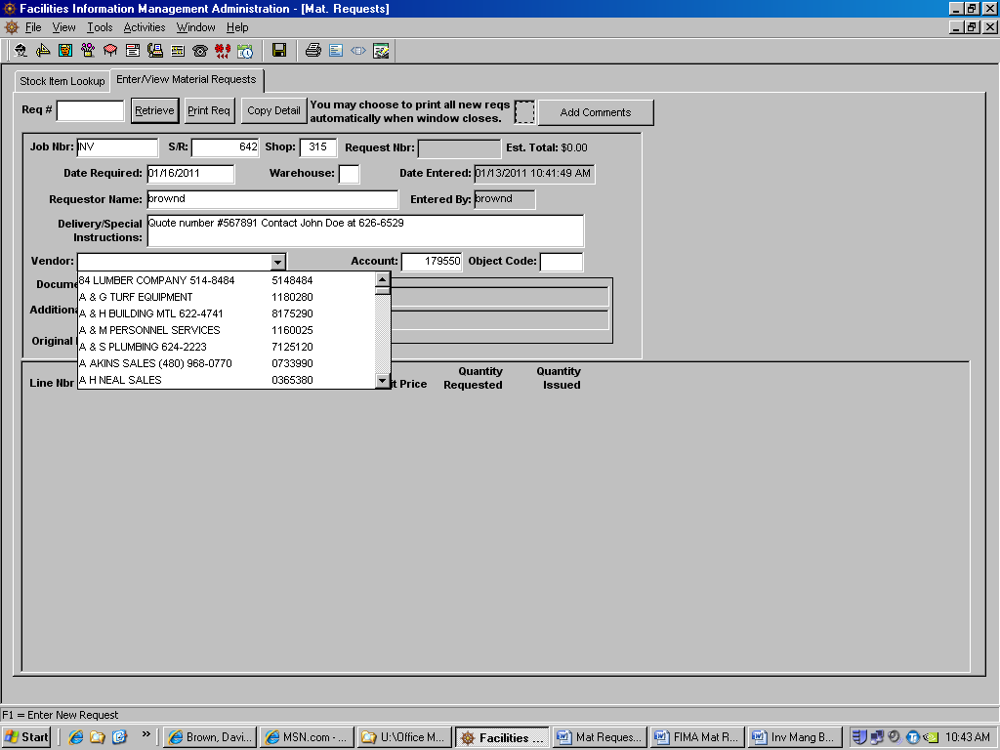 Facilities Information Management Administration - [Mat. Requests]
File View Tools Activities Window Help
Stock Item Lookup Enter/View Material Requests
Req # Retrieve Print Req Copy Detail You may choose to print all new reqs automatically when window closes. Add Comments
Job Nbr: INV S/R: 642 Shop: 315 Request Nbr: Est. Total: $0.00
Date Required: 01/16/2011 Warehouse: Date Entered: 01/13/2011 10:41:49 AM
Requestor Name: brownd Entered By: brownd
Delivery/Special Instructions: Quote number #567891 Contact John Doe at 626-6529
Vendor: Account: 179550 Object Code:
84 LUMBER COMPANY 514-8484 5148484
Docume
A & G TURF EQUIPMENT 1180280
Additiona
A & H BUILDING MTL 622-4741 8175290
A & M PERSONNEL SERVICES 1160025
Original
A & S PLUMBING 624-2223 7125120
A AKINS SALES (480) 968-0770 0733990
A H NEAL SALES 0365380
Line Nbr t Price Quantity Requested Quantity Issued
F1 = Enter New Request
Start » Brown, Davi... MSN.com - ... U:\Office M... Facilities ... Mat Reques... FIMA Mat R... Inv Mang B... 10:43 AM